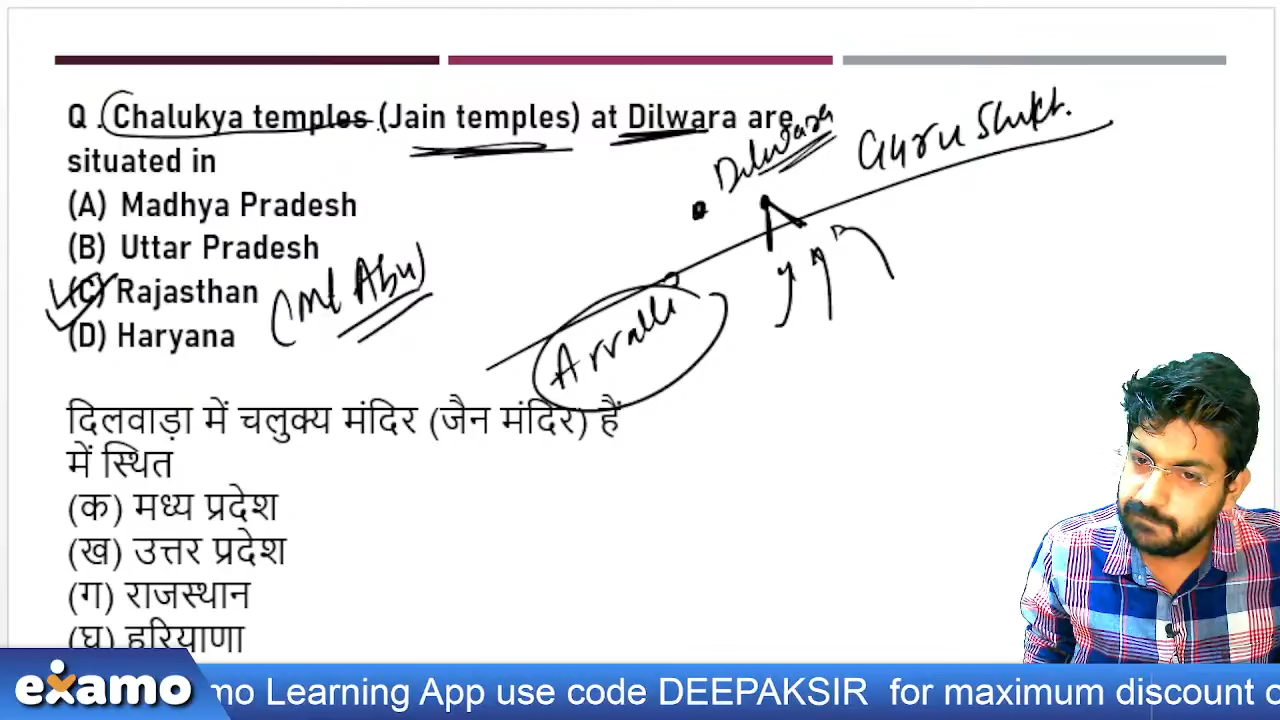 Q . Chalukya temples (Jain temples) at Dilwara are
situated in
(A) Madhya Pradesh
(B) Uttar Pradesh
(C) Rajasthan
(D) Haryana
(Mt Abu)
Dilwara
Guru Shikh.
Arvalli
दिलवाड़ा में चलुक्य मंदिर (जैन मंदिर) हैं
में स्थित
(क) मध्य प्रदेश
(ख) उत्तर प्रदेश
(ग) राजस्थान
(घ) हरियाणा
examo
mo Learning App use code DEEPAKSIR for maximum discount o